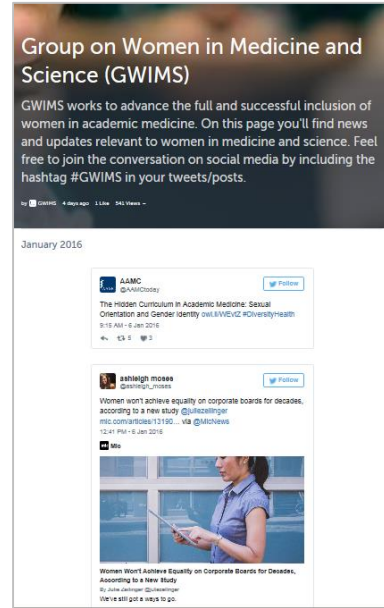 Group on Women in Medicine and
Science (GWIMS)
GWIMS works to advance the full and successful inclusion of
women in academic medicine. On this page you'll find news
and updates relevant to women in medicine and science. Feel
free to join the conversation on social media by including the
hashtag #GWIMS in your tweets/posts.
by GWIMS 4 days ago 1 Like 541 Views
January 2016
AAMC
@AAMCtoday
Follow
The Hidden Curriculum in Academic Medicine: Sexual
Orientation and Gender Identity #DiversityHealth
9:15 AM - 6 Jan 2016
5 3
ashleigh moses
@ashleigh_moses
Follow
Women won't achieve equality on corporate boards for decades,
according to a new study @juliezeilinger
mic.com/articles/13190... via @MicNews
12:41 PM - 5 Jan 2016
Mic
Women Won't Achieve Equality on Corporate Boards for Decades,
According to a New Study
By Julie Zeilinger @juliezeilinger
We've still got a ways to go.